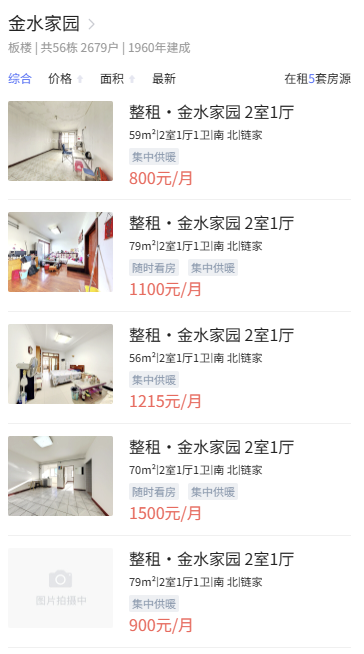 金水家园
板楼 | 共56栋 2679户 | 1960年建成
综合 价格 面积 最新 在租5套房源
整租·金水家园 2室1厅
59m²|2室1厅1卫|南 北|链家
集中供暖
800元/月
整租·金水家园 2室1厅
79m²|2室1厅1卫|南 北|链家
随时看房 集中供暖
1100元/月
整租·金水家园 2室1厅
56m²|2室1厅1卫|南 北|链家
集中供暖
1215元/月
整租·金水家园 2室1厅
70m²|2室1厅1卫|南 北|链家
随时看房 集中供暖
1500元/月
图片拍摄中
整租·金水家园 2室1厅
79m²|2室1厅1卫|南 北|链家
集中供暖
900元/月